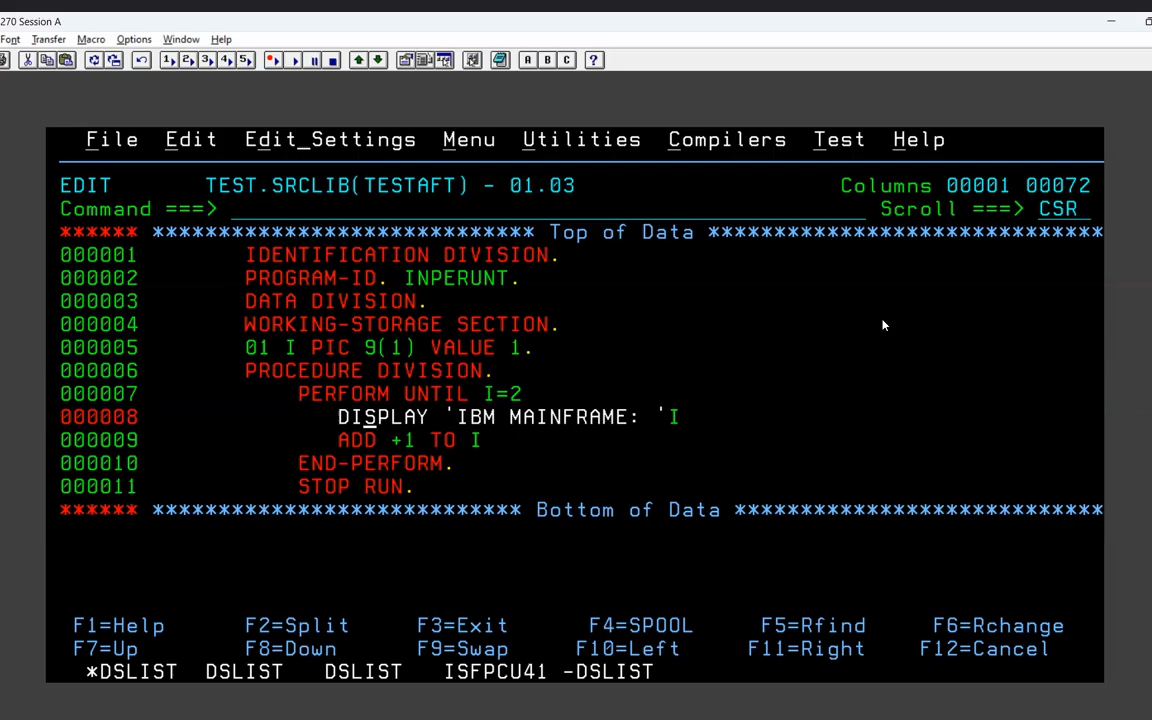 270 Session A
Font Transfer Macro Options Window Help
1 2 3 4 5 A B C ?
File Edit Edit_Settings Menu Utilities Compilers Test Help
EDIT TEST.SRCLIB(TESTAFT) - 01.03 Columns 00001 00072
Command ===> Scroll ===> CSR
****** ***************************** Top of Data ******************************
000001 IDENTIFICATION DIVISION.
000002 PROGRAM-ID. INPERUNT.
000003 DATA DIVISION.
000004 WORKING-STORAGE SECTION.
000005 01 I PIC 9(1) VALUE 1.
000006 PROCEDURE DIVISION.
000007 PERFORM UNTIL I=2
000008 DISPLAY 'IBM MAINFRAME: 'I
000009 ADD +1 TO I
000010 END-PERFORM.
000011 STOP RUN.
****** **************************** Bottom of Data ****************************
F1=Help F2=Split F3=Exit F4=SPOOL F5=Rfind F6=Rchange
F7=Up F8=Down F9=Swap F10=Left F11=Right F12=Cancel
*DSLIST DSLIST DSLIST ISFPCU41 -DSLIST